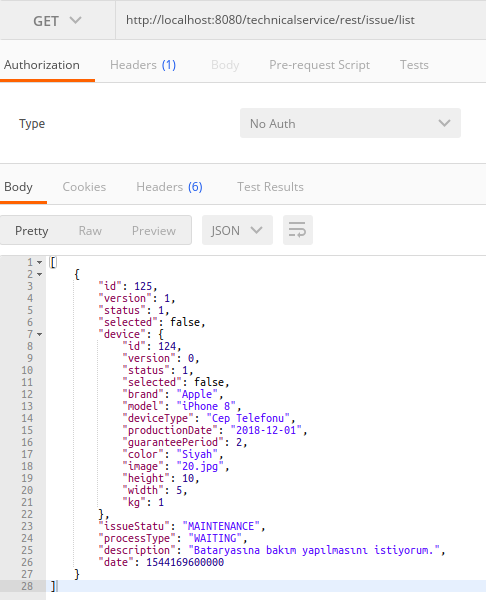 GET http://localhost:8080/technicalservice/rest/issue/list
Authorization Headers (1) Body Pre-request Script Tests
Type No Auth
Body Cookies Headers (6) Test Results
Pretty Raw Preview JSON
1 [
2 {
3 "id": 125,
4 "version": 1,
5 "status": 1,
6 "selected": false,
7 "device": {
8 "id": 124,
9 "version": 0,
10 "status": 1,
11 "selected": false,
12 "brand": "Apple",
13 "model": "iPhone 8",
14 "deviceType": "Cep Telefonu",
15 "productionDate": "2018-12-01",
16 "guaranteePeriod": 2,
17 "color": "Siyah",
18 "image": "20.jpg",
19 "height": 10,
20 "width": 5,
21 "kg": 1
22 },
23 "issueStatu": "MAINTENANCE",
24 "processType": "WAITING",
25 "description": "Bataryasına bakım yapılmasını istiyorum.",
26 "date": 1544169600000
27 }
28 ]